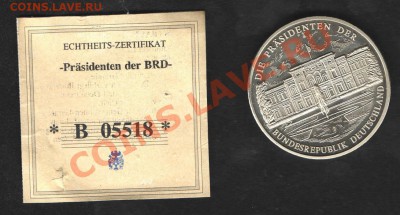 COINS.LAVE.RU
ECHTHEITS-ZERTIFIKAT
-Präsidenten der BRD-
* B 05518 *
DIE PRÄSIDENTEN DER
BUNDESREPUBLIK DEUTSCHLAND